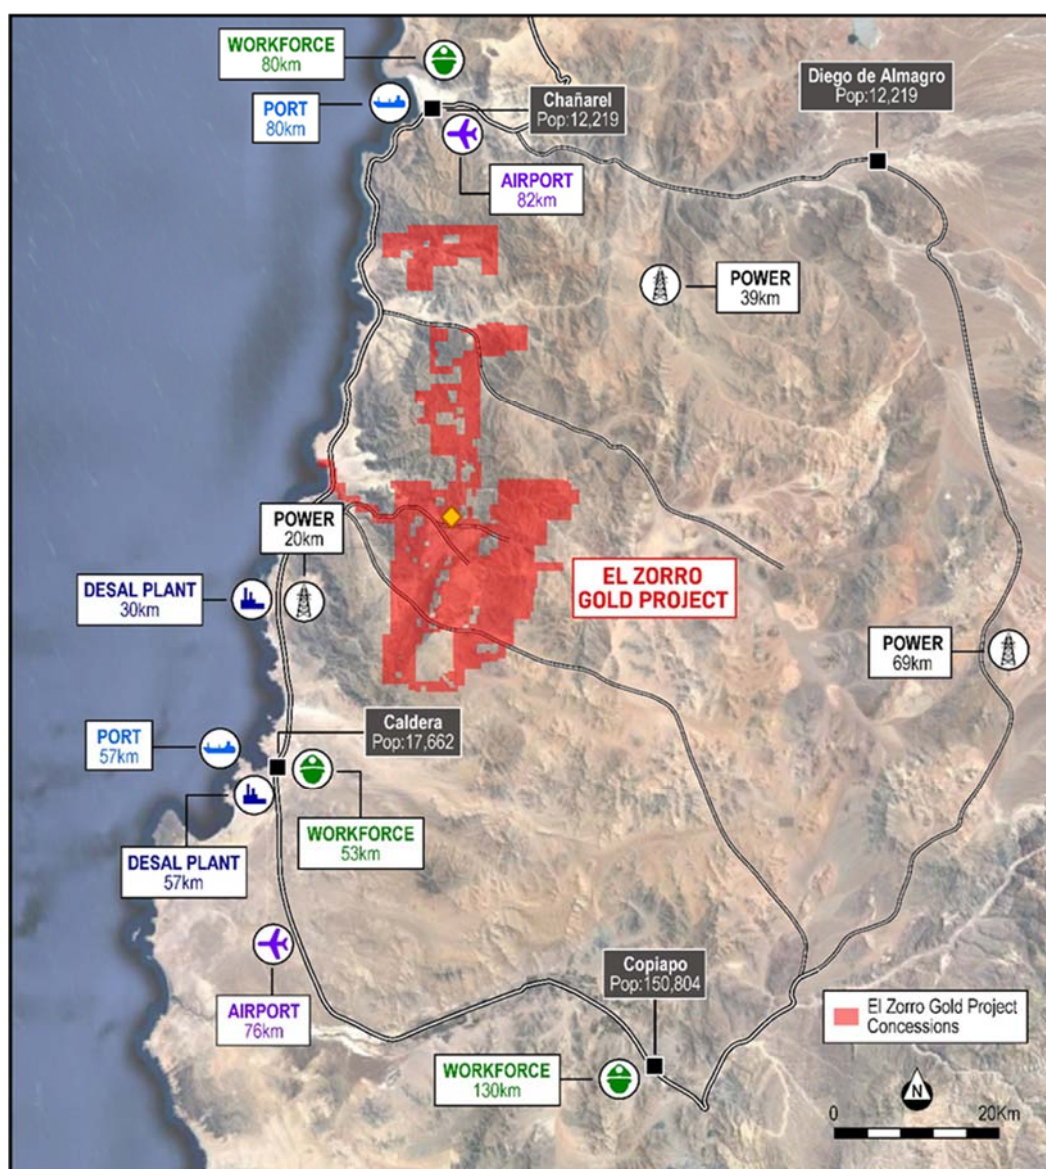 WORKFORCE
80km
PORT
80km
Chañarel
Pop:12,219
Diego de Almagro
Pop:12,219
AIRPORT
82km
POWER
39km
POWER
20km
DESAL PLANT
30km
EL ZORRO
GOLD PROJECT
POWER
69km
Caldera
Pop:17,662
PORT
57km
WORKFORCE
53km
DESAL PLANT
57km
AIRPORT
76km
Copiapo
Pop:150,804
WORKFORCE
130km
El Zorro Gold Project
Concessions
N
0 20Km